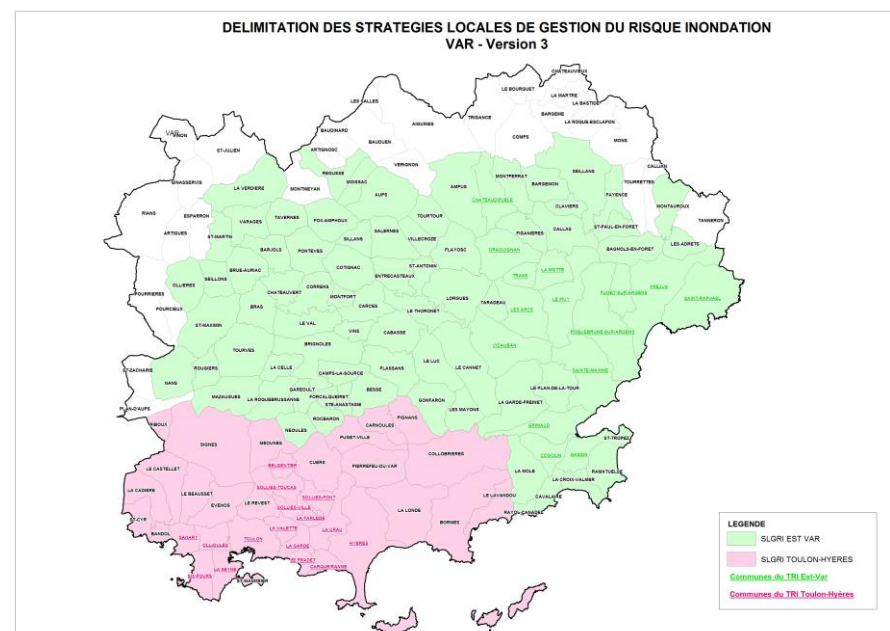 DELIMITATION DES STRATEGIES LOCALES DE GESTION DU RISQUE INONDATION
VAR - Version 3
CHATEAUVIEUX
LE BOURGUET
LA MARTRE
LES SALLES
LA BASTIDE
BARGEME
AIGUINES
TRIGANCE
LA ROQUE-ESCLAPON
VAR
VINON
BAUDINARD
COMPS
MONS
ST-JULIEN
BAUDUEN
ARTIGNOSC
VERIGNON
CALLIAN
REGUSSE
MONTFERRAT
SEILLANS
GINASSERVIS
MOISSAC
AMPUS
BARGEMON
TOURRETTES
LA VERDIERE
MONTMEYAN
AUPS
FAYENCE
CHATEAUDOUBLE
CLAVIERS
MONTAUROUX
RIANS
ESPARRON
TAVERNES
TOURTOUR
TANNERON
VARAGES
FOX-AMPHOUX
SALERNES
FIGANIERES
CALLAS
ST-PAUL-EN-FORET
ARTIGUES
ST-MARTIN
SILLANS
VILLECROZE
LES ADRETS
BARJOLS
PONTEVES
FLAYOSC
DRAGUIGNAN
BAGNOLS-EN-FORET
BRUE-AURIAC
COTIGNAC
ST-ANTONIN
LA MOTTE
SEILLONS
ENTRECASTEAUX
TRANS
OLLIERES
CORRENS
FREJUS
POURRIERES
CHATEAUVERT
MONTFORT
LORGUES
PUGET-SUR-ARGENS
SAINT-RAPHAEL
BRAS
CARCES
TARADEAU
LE MUY
POURCIEUX
LE THORONET
LES ARCS
ST-MAXIMIN
LE VAL
VINS
CABASSE
ROQUEBRUNE-SUR-ARGENS
BRIGNOLES
VIDAUBAN
TOURVES
LE LUC
ST-ZACHARIE
ROUGIERS
LA CELLE
CAMPS-LA-SOURCE
FLASSANS
LE CANNET
SAINTE-MAXIME
NANS
GAREOULT
BESSE
LE PLAN-DE-LA-TOUR
MAZAUGUES
LA ROQUEBRUSSANNE
FORCALQUEIRET
GONFARON
LA GARDE-FREINET
STE-ANASTASIE
PLAN-D'AUPS
ROCBARON
LES MAYONS
RIBOUX
NEOULES
CARNOULES
PIGNANS
GRIMAUD
PUGET-VILLE
ST-TROPEZ
SIGNES
MEOUNES
COLLOBRIERES
COGOLIN
GASSIN
BELGENTIER
CUERS
PIERREFEU-DU-VAR
LA MOLE
RAMATUELLE
LE CASTELLET
LA CROIX-VALMER
SOLLIES-TOUCAS
LA CADIERE
LE BEAUSSET
SOLLIES-PONT
LE LAVANDOU
CAVALAIRE
EVENOS
LE REVEST
SOLLIES-VILLE
LA LONDE
RAYOL-CANADEL
ST-CYR
LA FARLEDE
BORMES
BANDOL
LA VALETTE
LA CRAU
SANARY
OLLIOULES
TOULON
LA GARDE
HYERES
LE PRADET
LA SEYNE
CARQUEIRANNE
SIX-FOURS
ST-MANDRIER
LEGENDE
SLGRI EST VAR
SLGRI TOULON-HYERES
Communes du TRI Est-Var
Communes du TRI Toulon-Hyères